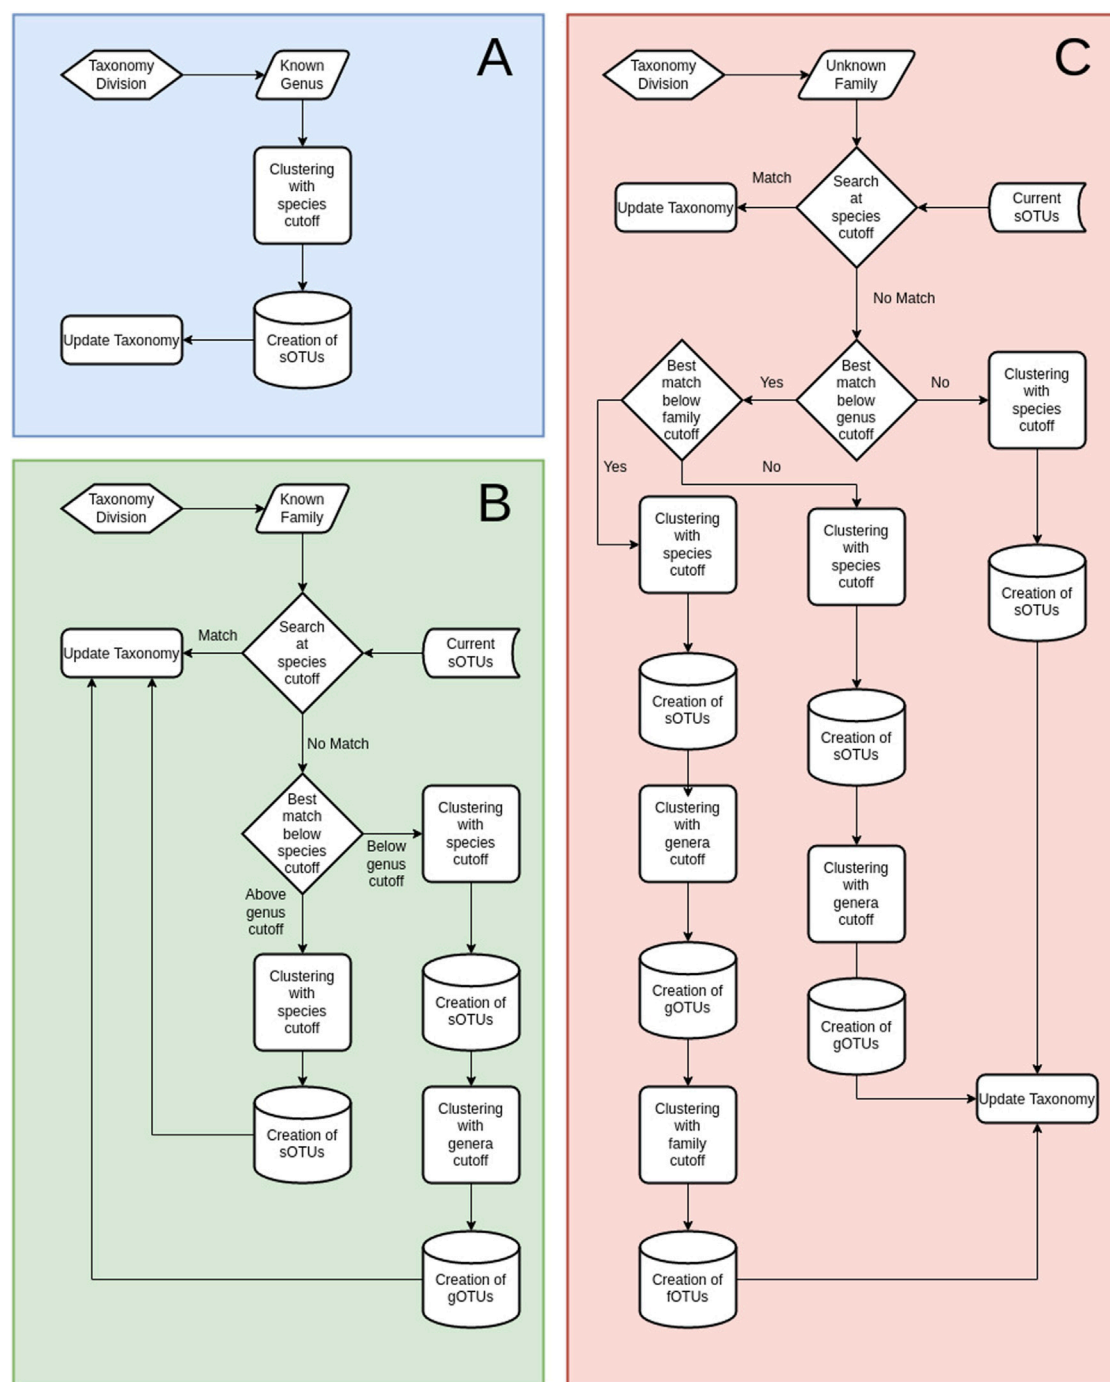 A
Taxonomy
Division
Known
Genus
Clustering
with
species
cutoff
Creation of
sOTUs
Update Taxonomy
B
Taxonomy
Division
Known
Family
Search
at
species
cutoff
Match
Update Taxonomy
Current
sOTUs
No Match
Best
match
below
species
cutoff
Below
genus
cutoff
Clustering
with
species
cutoff
Above
genus
cutoff
Clustering
with
species
cutoff
Creation of
sOTUs
Creation of
sOTUs
Clustering
with
genera
cutoff
Creation of
gOTUs
C
Taxonomy
Division
Unknown
Family
Search
at
species
cutoff
Match
Update Taxonomy
Current
sOTUs
No Match
Best
match
below
family
cutoff
Yes
Best
match
below
genus
cutoff
No
Clustering
with
species
cutoff
Yes
No
Clustering
with
species
cutoff
Clustering
with
species
cutoff
Creation of
sOTUs
Creation of
sOTUs
Creation of
sOTUs
Clustering
with
genera
cutoff
Clustering
with
genera
cutoff
Creation of
gOTUs
Creation of
gOTUs
Update Taxonomy
Clustering
with
family
cutoff
Creation of
fOTUs